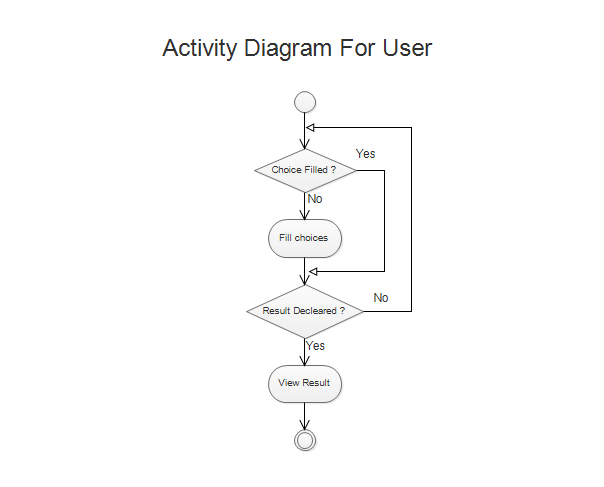 Activity Diagram For User
Yes
Choice Filled ?
No
Fill choices
No
Result Decleared ?
Yes
View Result